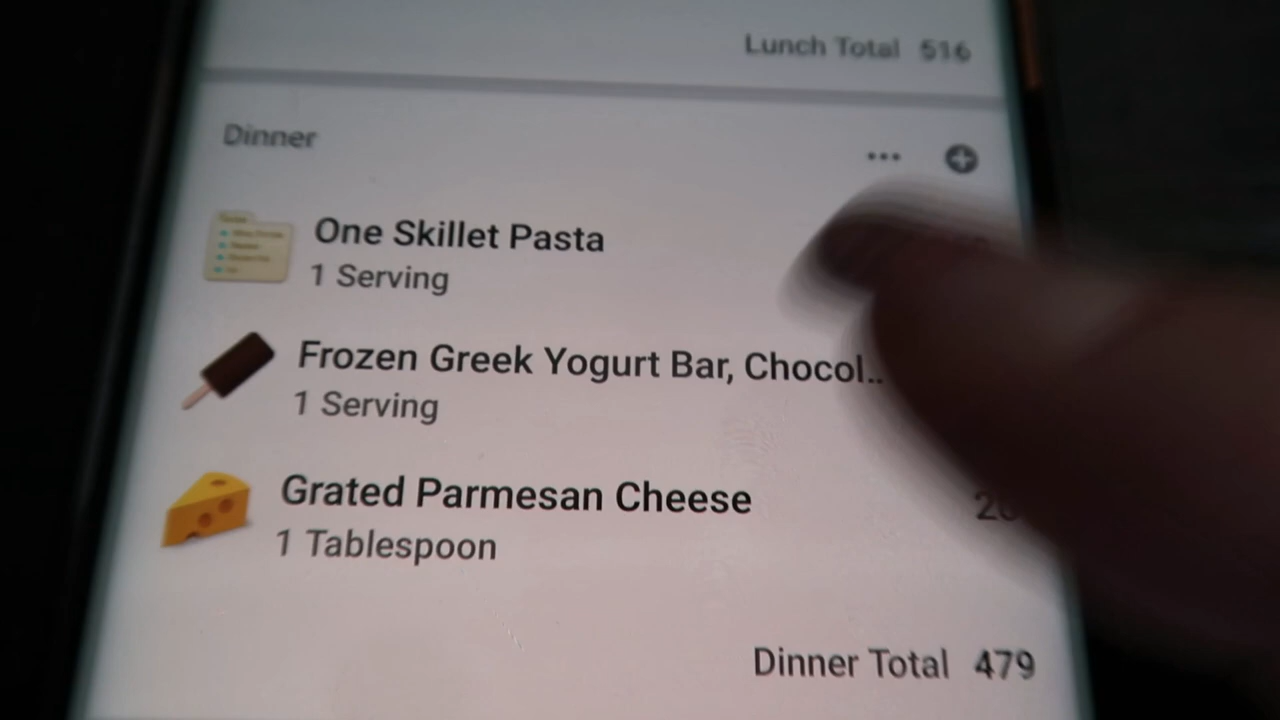 Lunch Total 516
Dinner
One Skillet Pasta
1 Serving
Frozen Greek Yogurt Bar, Chocol..
1 Serving
Grated Parmesan Cheese
1 Tablespoon
Dinner Total 479